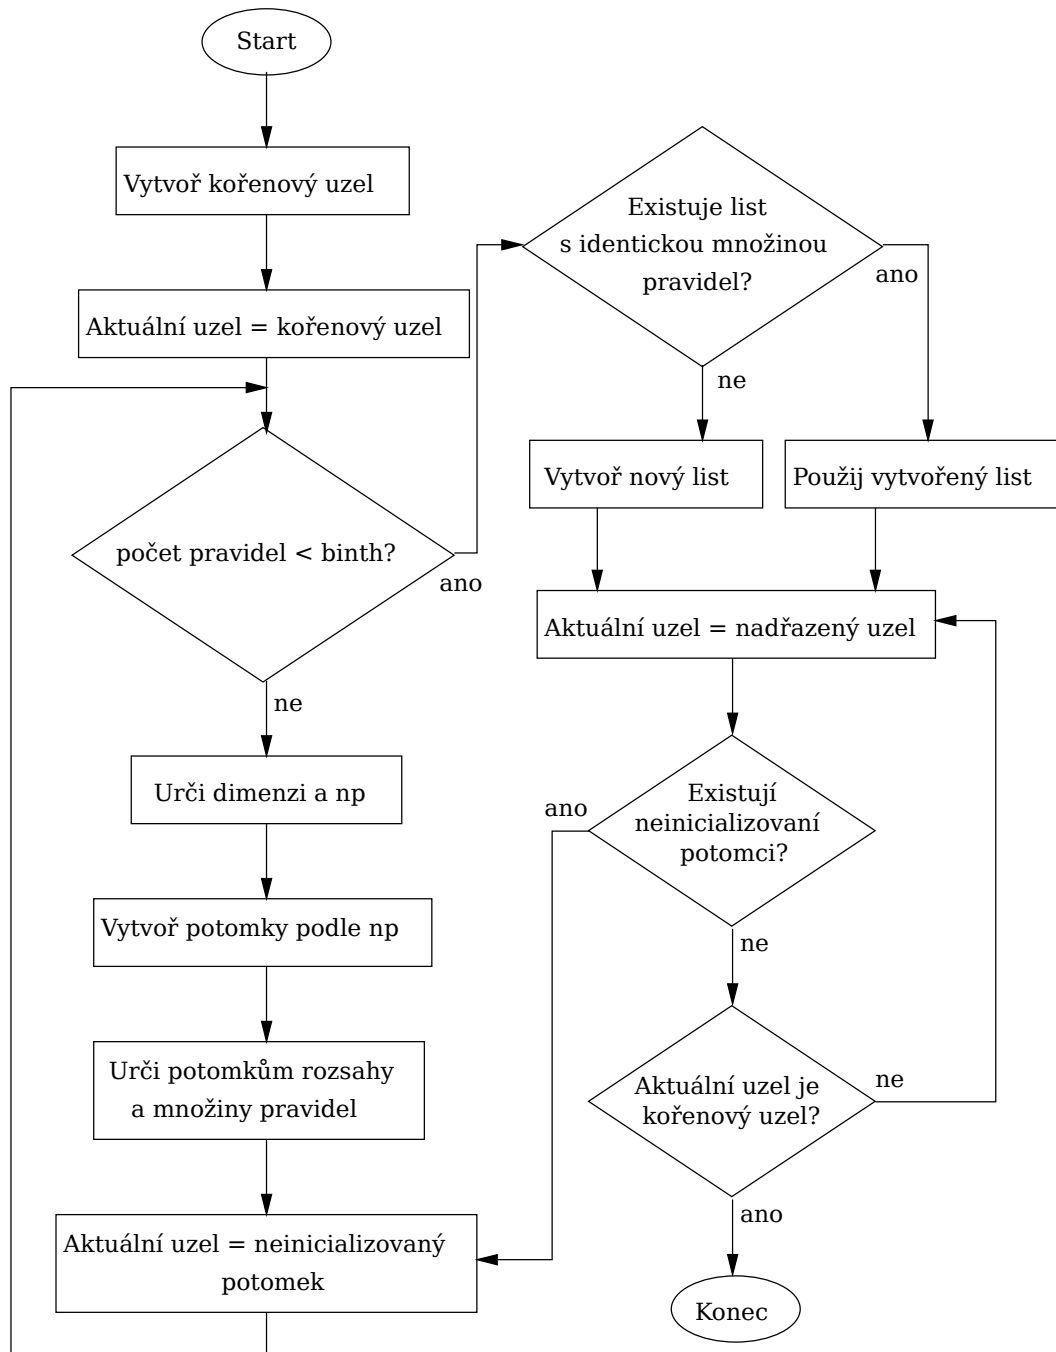 Start
Vytvoř kořenový uzel
Aktuální uzel = kořenový uzel
počet pravidel < binth?
ano
ne
Urči dimenzi a np
Vytvoř potomky podle np
Urči potomkům rozsahy
a množiny pravidel
Aktuální uzel = neinicializovaný
potomek
Existuje list
s identickou množinou
pravidel?
ano
ne
Vytvoř nový list
Použij vytvořený list
Aktuální uzel = nadřazený uzel
Existují
neinicializovaní
potomci?
ano
ne
Aktuální uzel je
kořenový uzel?
ne
ano
Konec